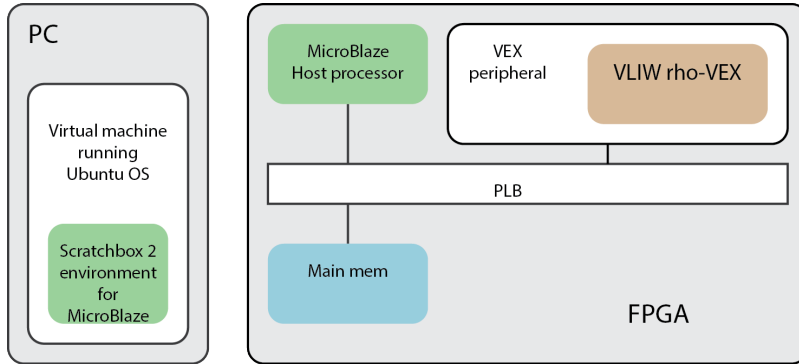 PC
Virtual machine
running
Ubuntu OS
Scratchbox 2
environment
for
MicroBlaze
MicroBlaze
Host processor
VEX
peripheral
VLIW rho-VEX
PLB
Main mem
FPGA